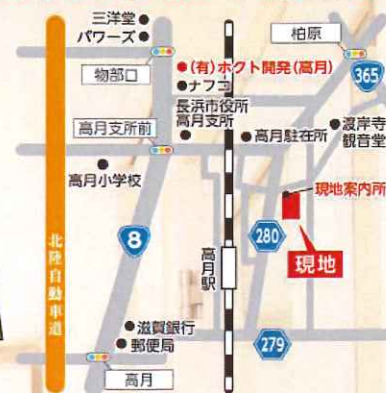 三洋堂
パワーズ
柏原
物部口
(有)ホクト開発(高月)
365
ナフコ
長浜市役所
高月支所
高月支所前
高月駐在所
渡岸寺
観音堂
高月小学校
現地案内所
8
280
現地
北陸自動車道
高月駅
滋賀銀行
郵便局
279
高月